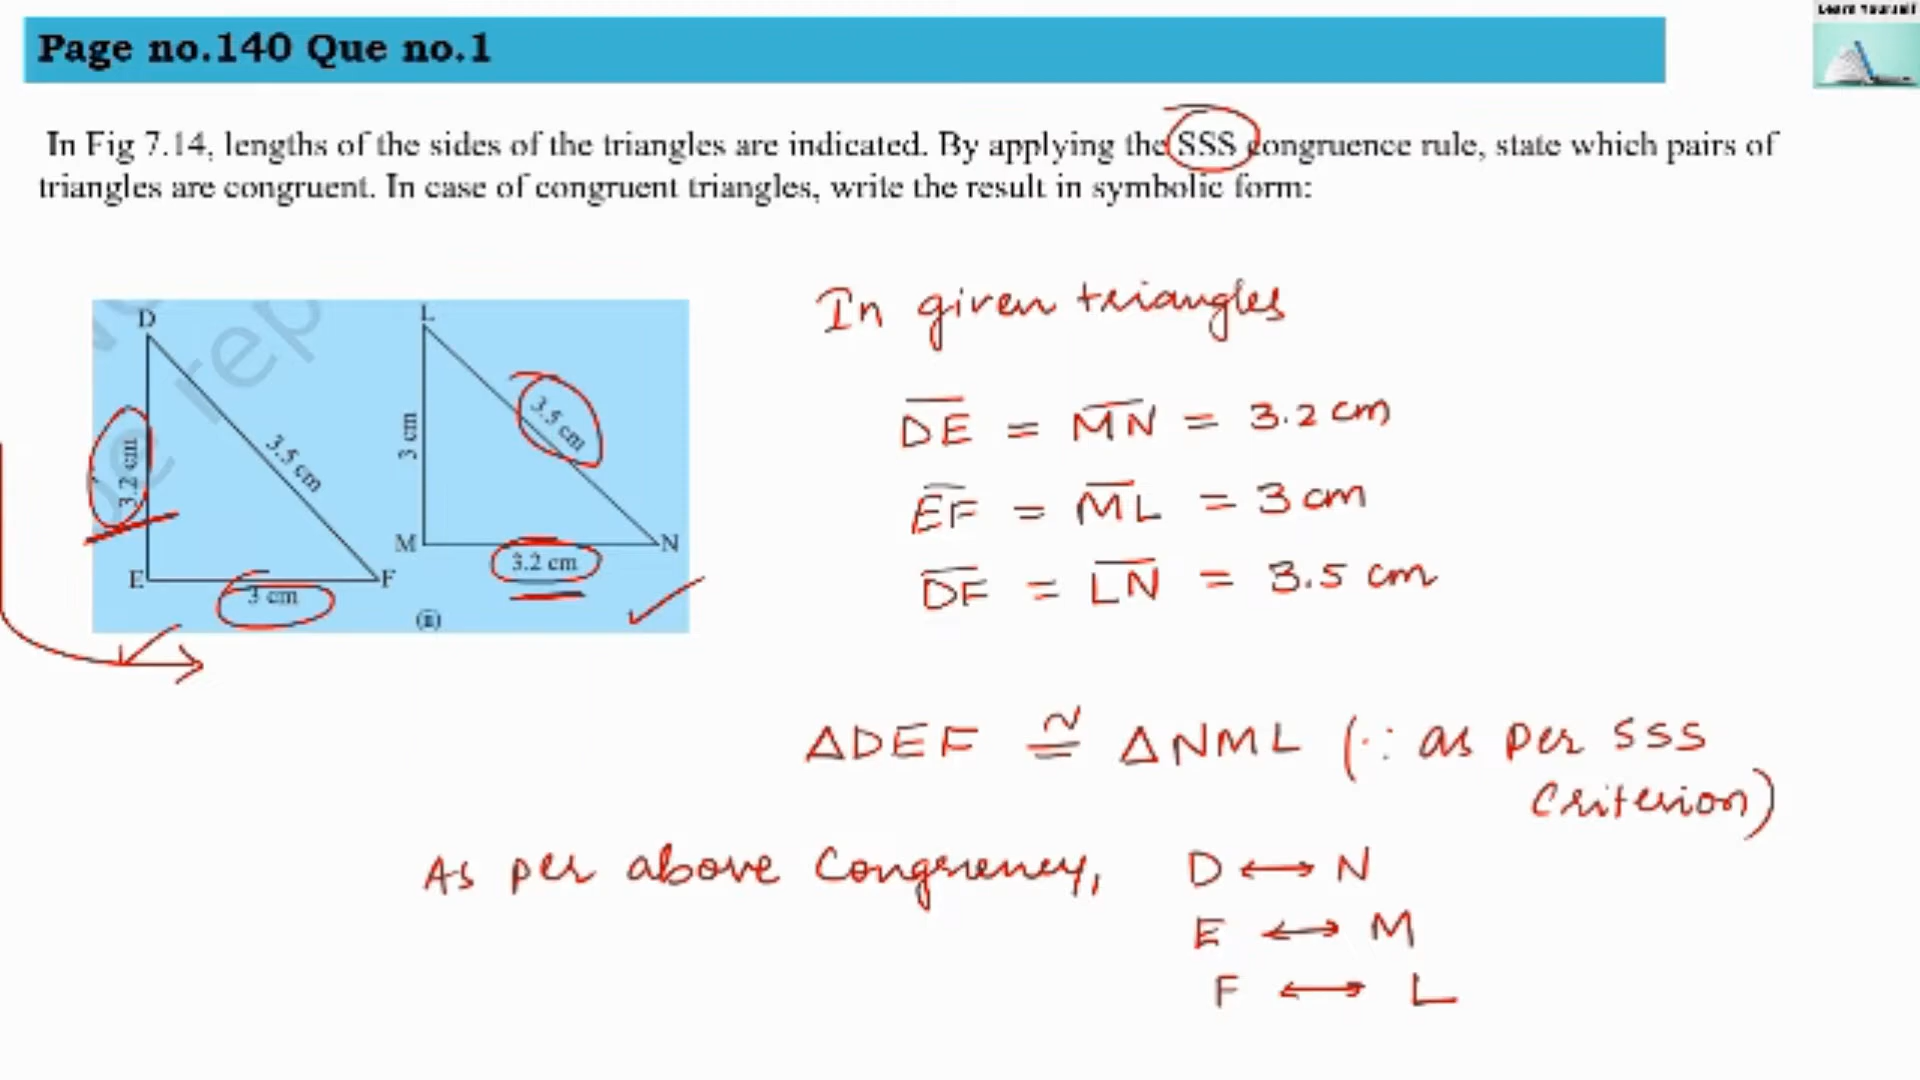 Learn Yourself
Page no.140 Que no.1
In Fig 7.14, lengths of the sides of the triangles are indicated. By applying the SSS congruence rule, state which pairs of
triangles are congruent. In case of congruent triangles, write the result in symbolic form:
rep
D
3.2 cm
3.5 cm
E
F
3 cm
L
3 cm
3.5 cm
M
N
3.2 cm
(ii)
In given triangles
DE = MN = 3.2 cm
EF = ML = 3 cm
DF = LN = 3.5 cm
ΔDEF ≅ ΔNML (∵ as per SSS
Criterion)
As per above Congruency, D ↔ N
E ↔ M
F ↔ L